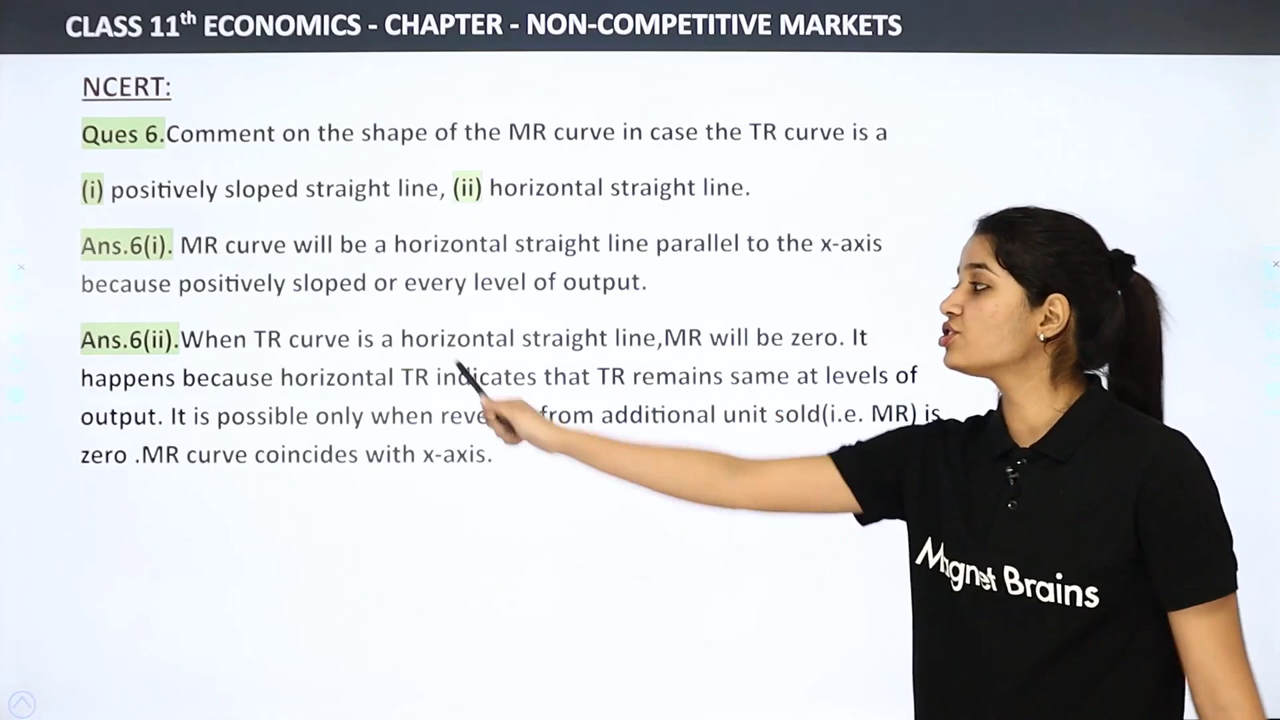 CLASS 11th ECONOMICS - CHAPTER - NON-COMPETITIVE MARKETS
NCERT:
Ques 6.Comment on the shape of the MR curve in case the TR curve is a
(i) positively sloped straight line, (ii) horizontal straight line.
Ans.6(i). MR curve will be a horizontal straight line parallel to the x-axis
because positively sloped or every level of output.
Ans.6(ii).When TR curve is a horizontal straight line,MR will be zero. It
happens because horizontal TR indicates that TR remains same at levels of
output. It is possible only when from additional unit sold(i.e. MR) is
zero .MR curve coincides with x-axis.
Magnet Brains